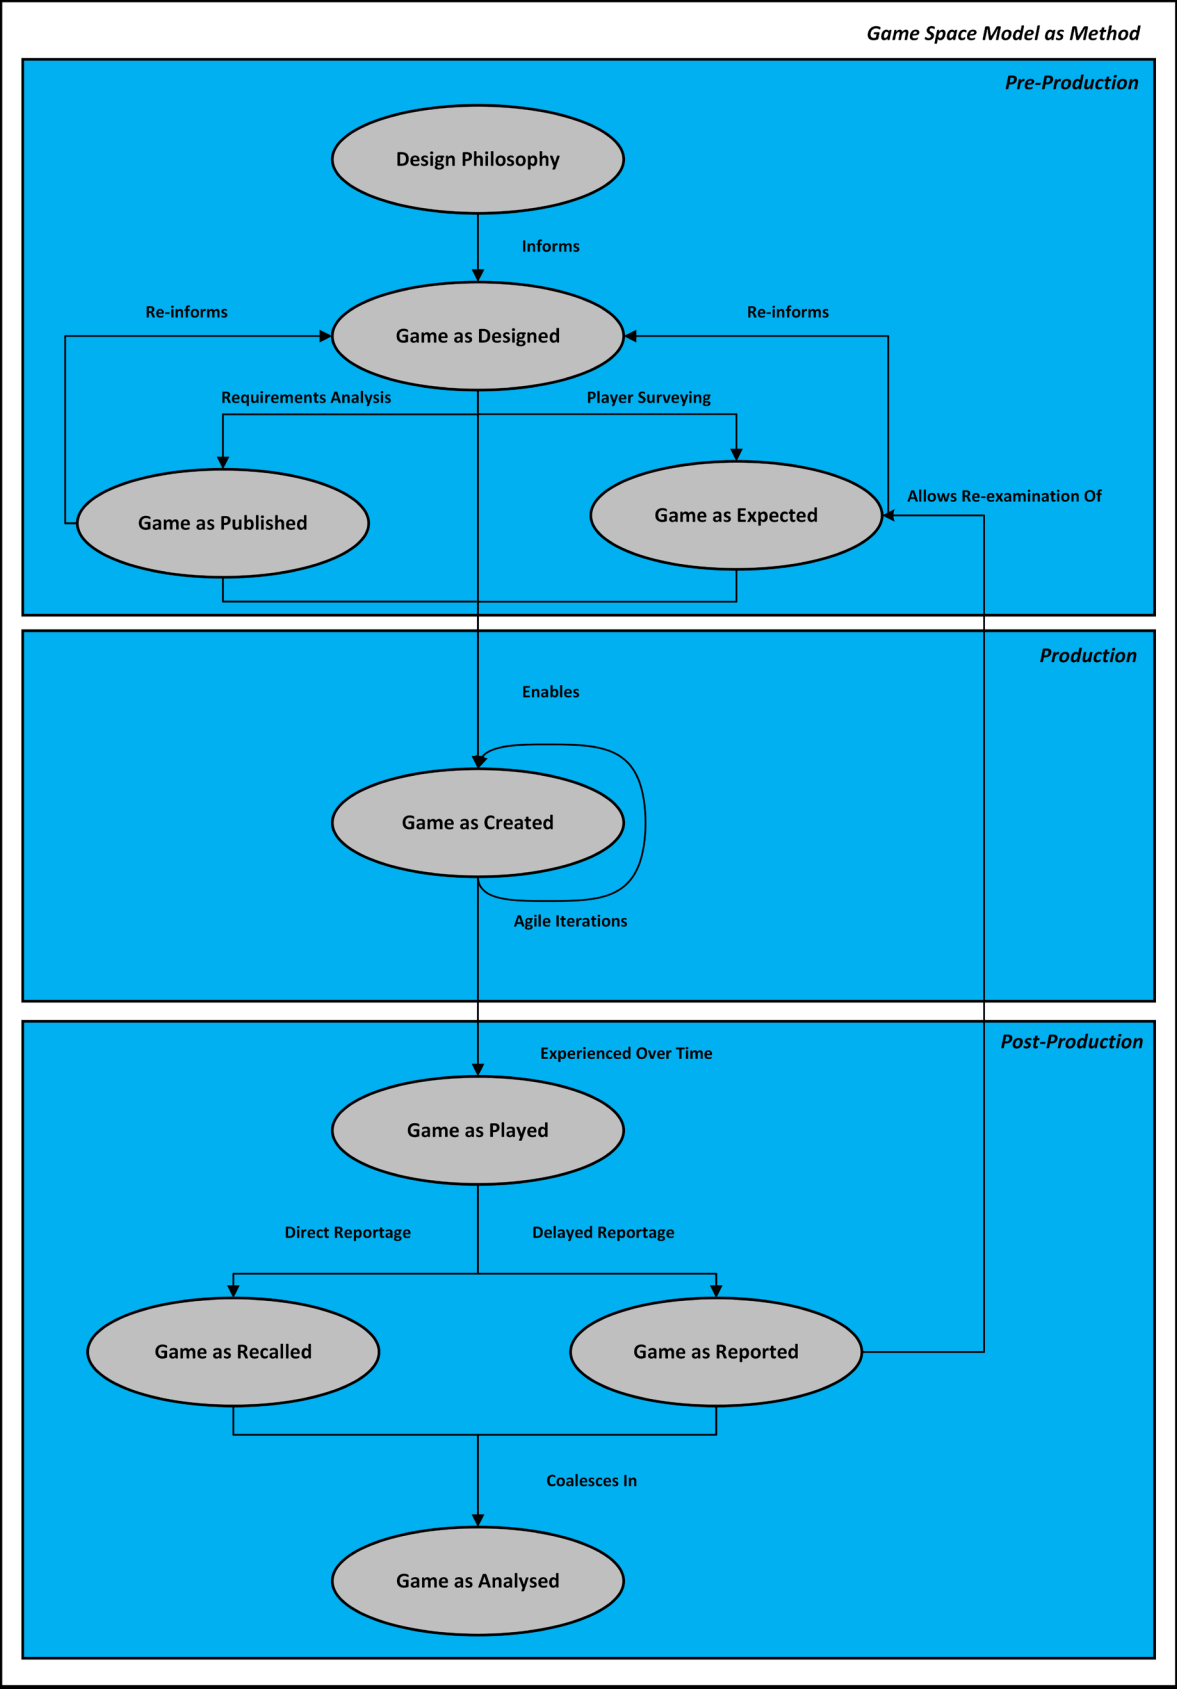 Game Space Model as Method
Pre-Production
Design Philosophy
Informs
Re-informs
Re-informs
Game as Designed
Requirements Analysis
Player Surveying
Allows Re-examination Of
Game as Published
Game as Expected
Production
Enables
Game as Created
Agile Iterations
Post-Production
Experienced Over Time
Game as Played
Direct Reportage
Delayed Reportage
Game as Recalled
Game as Reported
Coalesces In
Game as Analysed